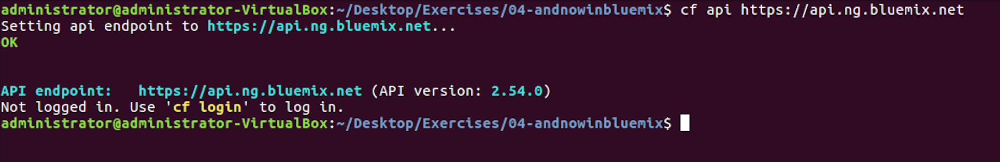 administrator@administrator-VirtualBox:~/Desktop/Exercises/04-andnowinbluemix$ cf api https://api.ng.bluemix.net
Setting api endpoint to https://api.ng.bluemix.net...
OK
API endpoint:   https://api.ng.bluemix.net (API version: 2.54.0)
Not logged in. Use 'cf login' to log in.
administrator@administrator-VirtualBox:~/Desktop/Exercises/04-andnowinbluemix$